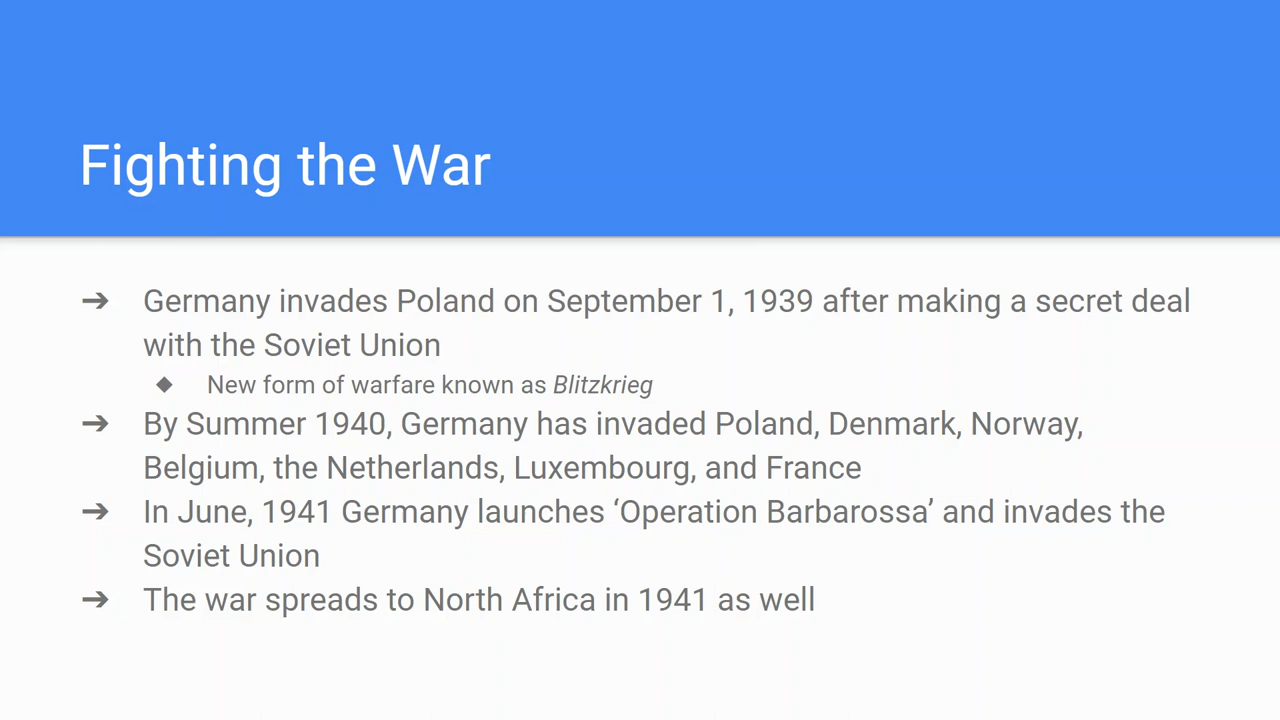 Fighting the War
➔ Germany invades Poland on September 1, 1939 after making a secret deal
with the Soviet Union
◆ New form of warfare known as Blitzkrieg
➔ By Summer 1940, Germany has invaded Poland, Denmark, Norway,
Belgium, the Netherlands, Luxembourg, and France
➔ In June, 1941 Germany launches ‘Operation Barbarossa’ and invades the
Soviet Union
➔ The war spreads to North Africa in 1941 as well